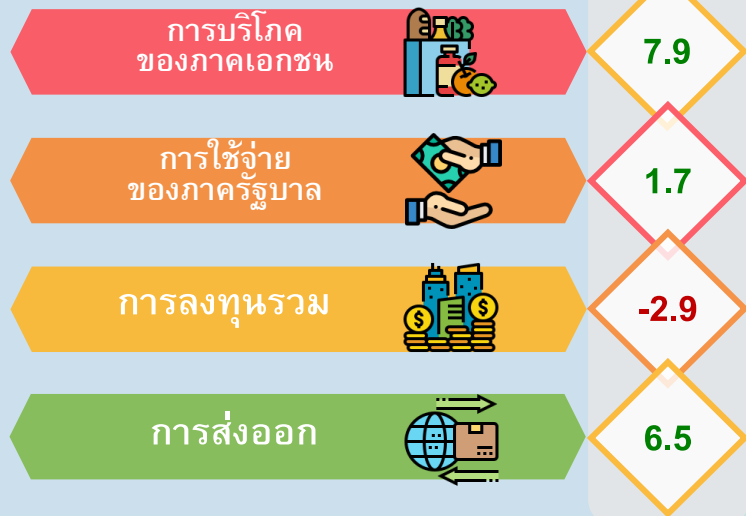 การบริโภค
ของภาคเอกชน
7.9
การใช้จ่าย
ของภาครัฐบาล
1.7
การลงทุนรวม
-2.9
การส่งออก
6.5